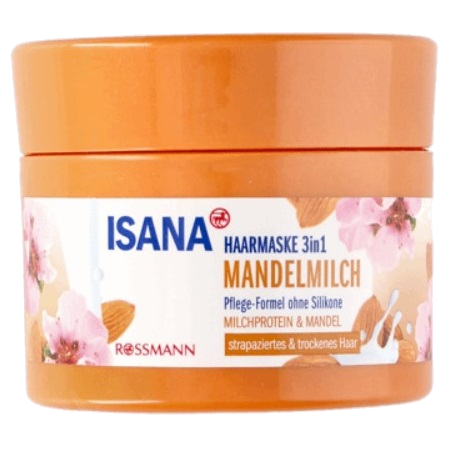 ISANA
HAARMASKE 3in1
MANDELMILCH
Pflege-Formel ohne Silikone
MILCHPROTEIN & MANDEL
strapaziertes & trockenes Haar
ROSSMANN